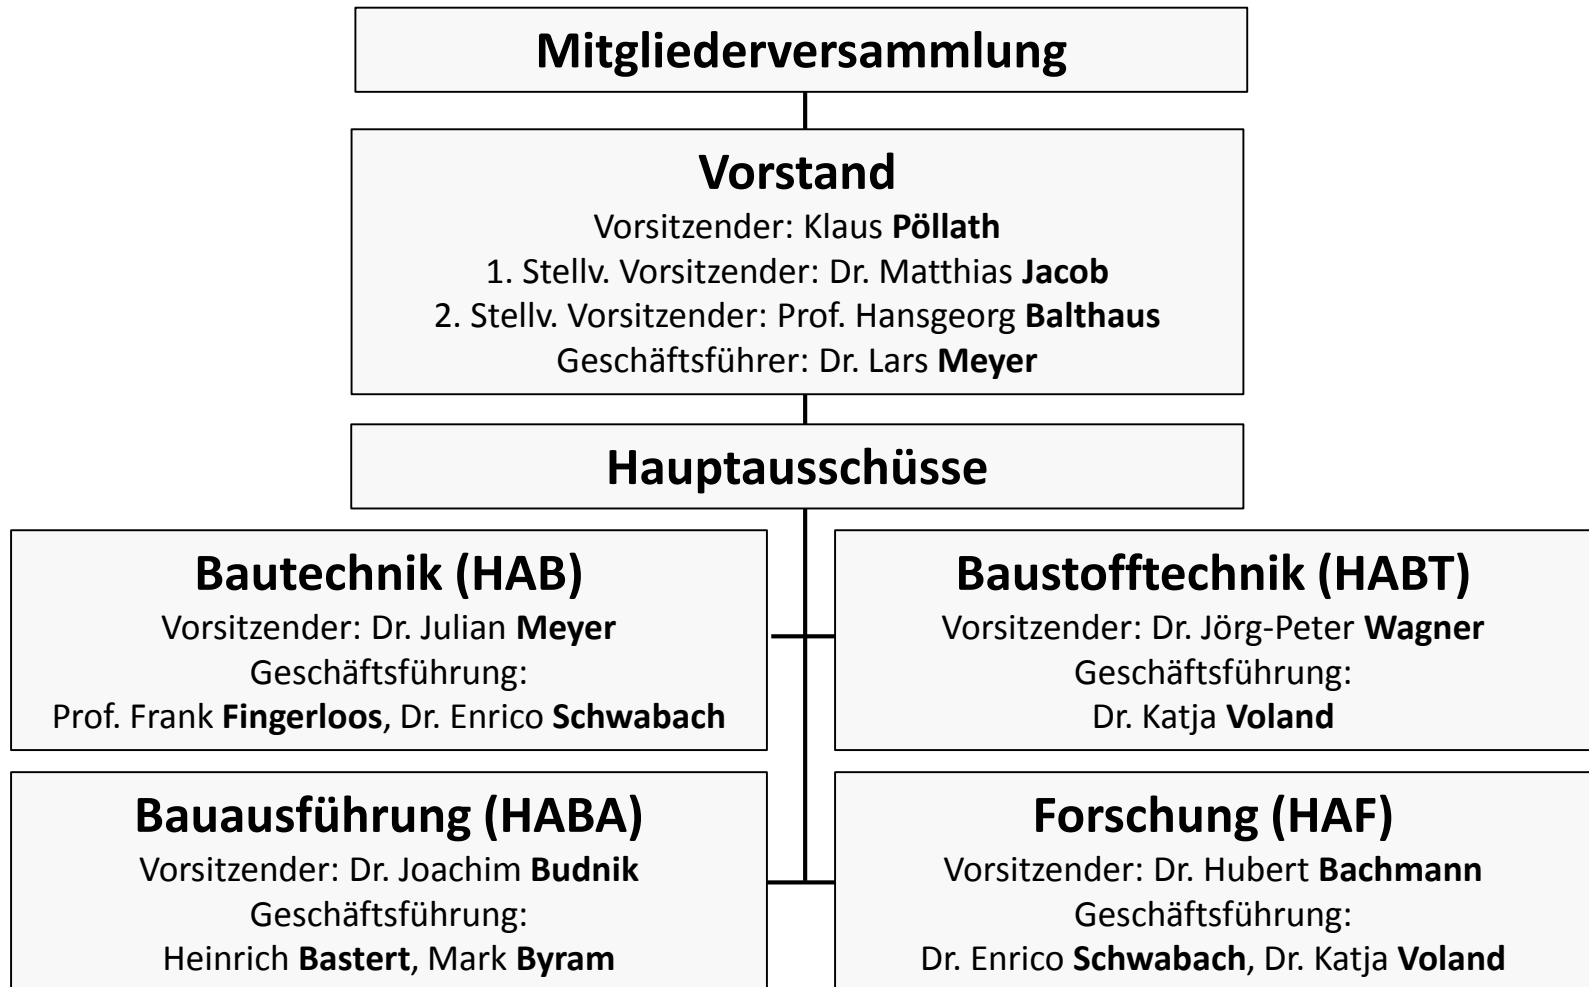 Mitgliederversammlung
Vorstand
Vorsitzender: Klaus Pöllath
1. Stellv. Vorsitzender: Dr. Matthias Jacob
2. Stellv. Vorsitzender: Prof. Hansgeorg Balthaus
Geschäftsführer: Dr. Lars Meyer
Hauptausschüsse
Bautechnik (HAB)
Vorsitzender: Dr. Julian Meyer
Geschäftsführung:
Prof. Frank Fingerloos, Dr. Enrico Schwabach
Baustofftechnik (HABT)
Vorsitzender: Dr. Jörg-Peter Wagner
Geschäftsführung:
Dr. Katja Voland
Bauausführung (HABA)
Vorsitzender: Dr. Joachim Budnik
Geschäftsführung:
Heinrich Bastert, Mark Byram
Forschung (HAF)
Vorsitzender: Dr. Hubert Bachmann
Geschäftsführung:
Dr. Enrico Schwabach, Dr. Katja Voland